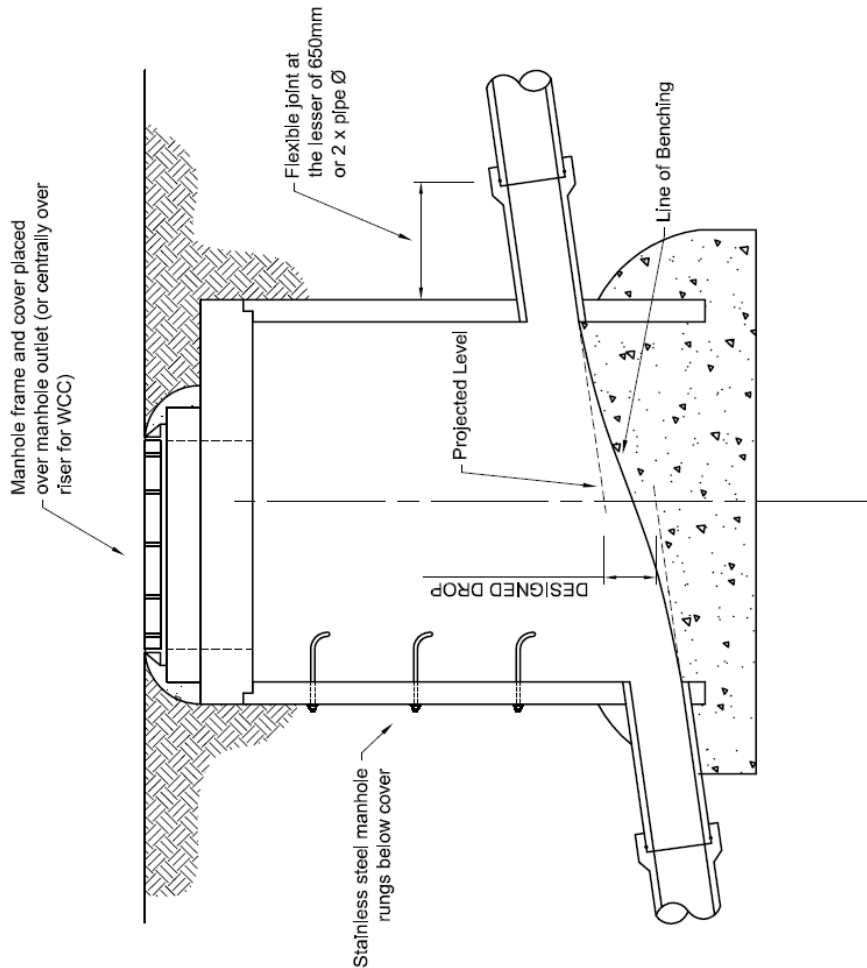 Manhole frame and cover placed
over manhole outlet (or centrally over
riser for WCC)
Flexible joint at
the lesser of 650mm
or 2 x pipe Ø
Projected Level
Line of Benching
DESIGNED DROP
Stainless steel manhole
rungs below cover